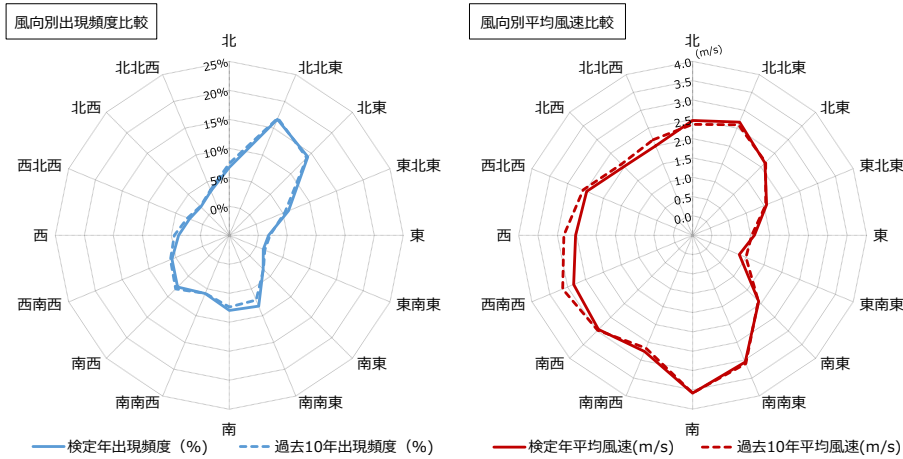 風向別出現頻度比較
北
25%
20%
15%
10%
5%
0%
北北東
北東
東北東
東
東南東
南東
南南東
南
南南西
南西
西南西
西
西北西
北西
北北西
検定年出現頻度（%）
過去10年出現頻度（%）
風向別平均風速比較
北
(m/s)
4.0
3.5
3.0
2.5
2.0
1.5
1.0
0.5
0.0
北北東
北東
東北東
東
東南東
南東
南南東
南
南南西
南西
西南西
西
西北西
北西
北北西
検定年平均風速(m/s)
過去10年平均風速(m/s)